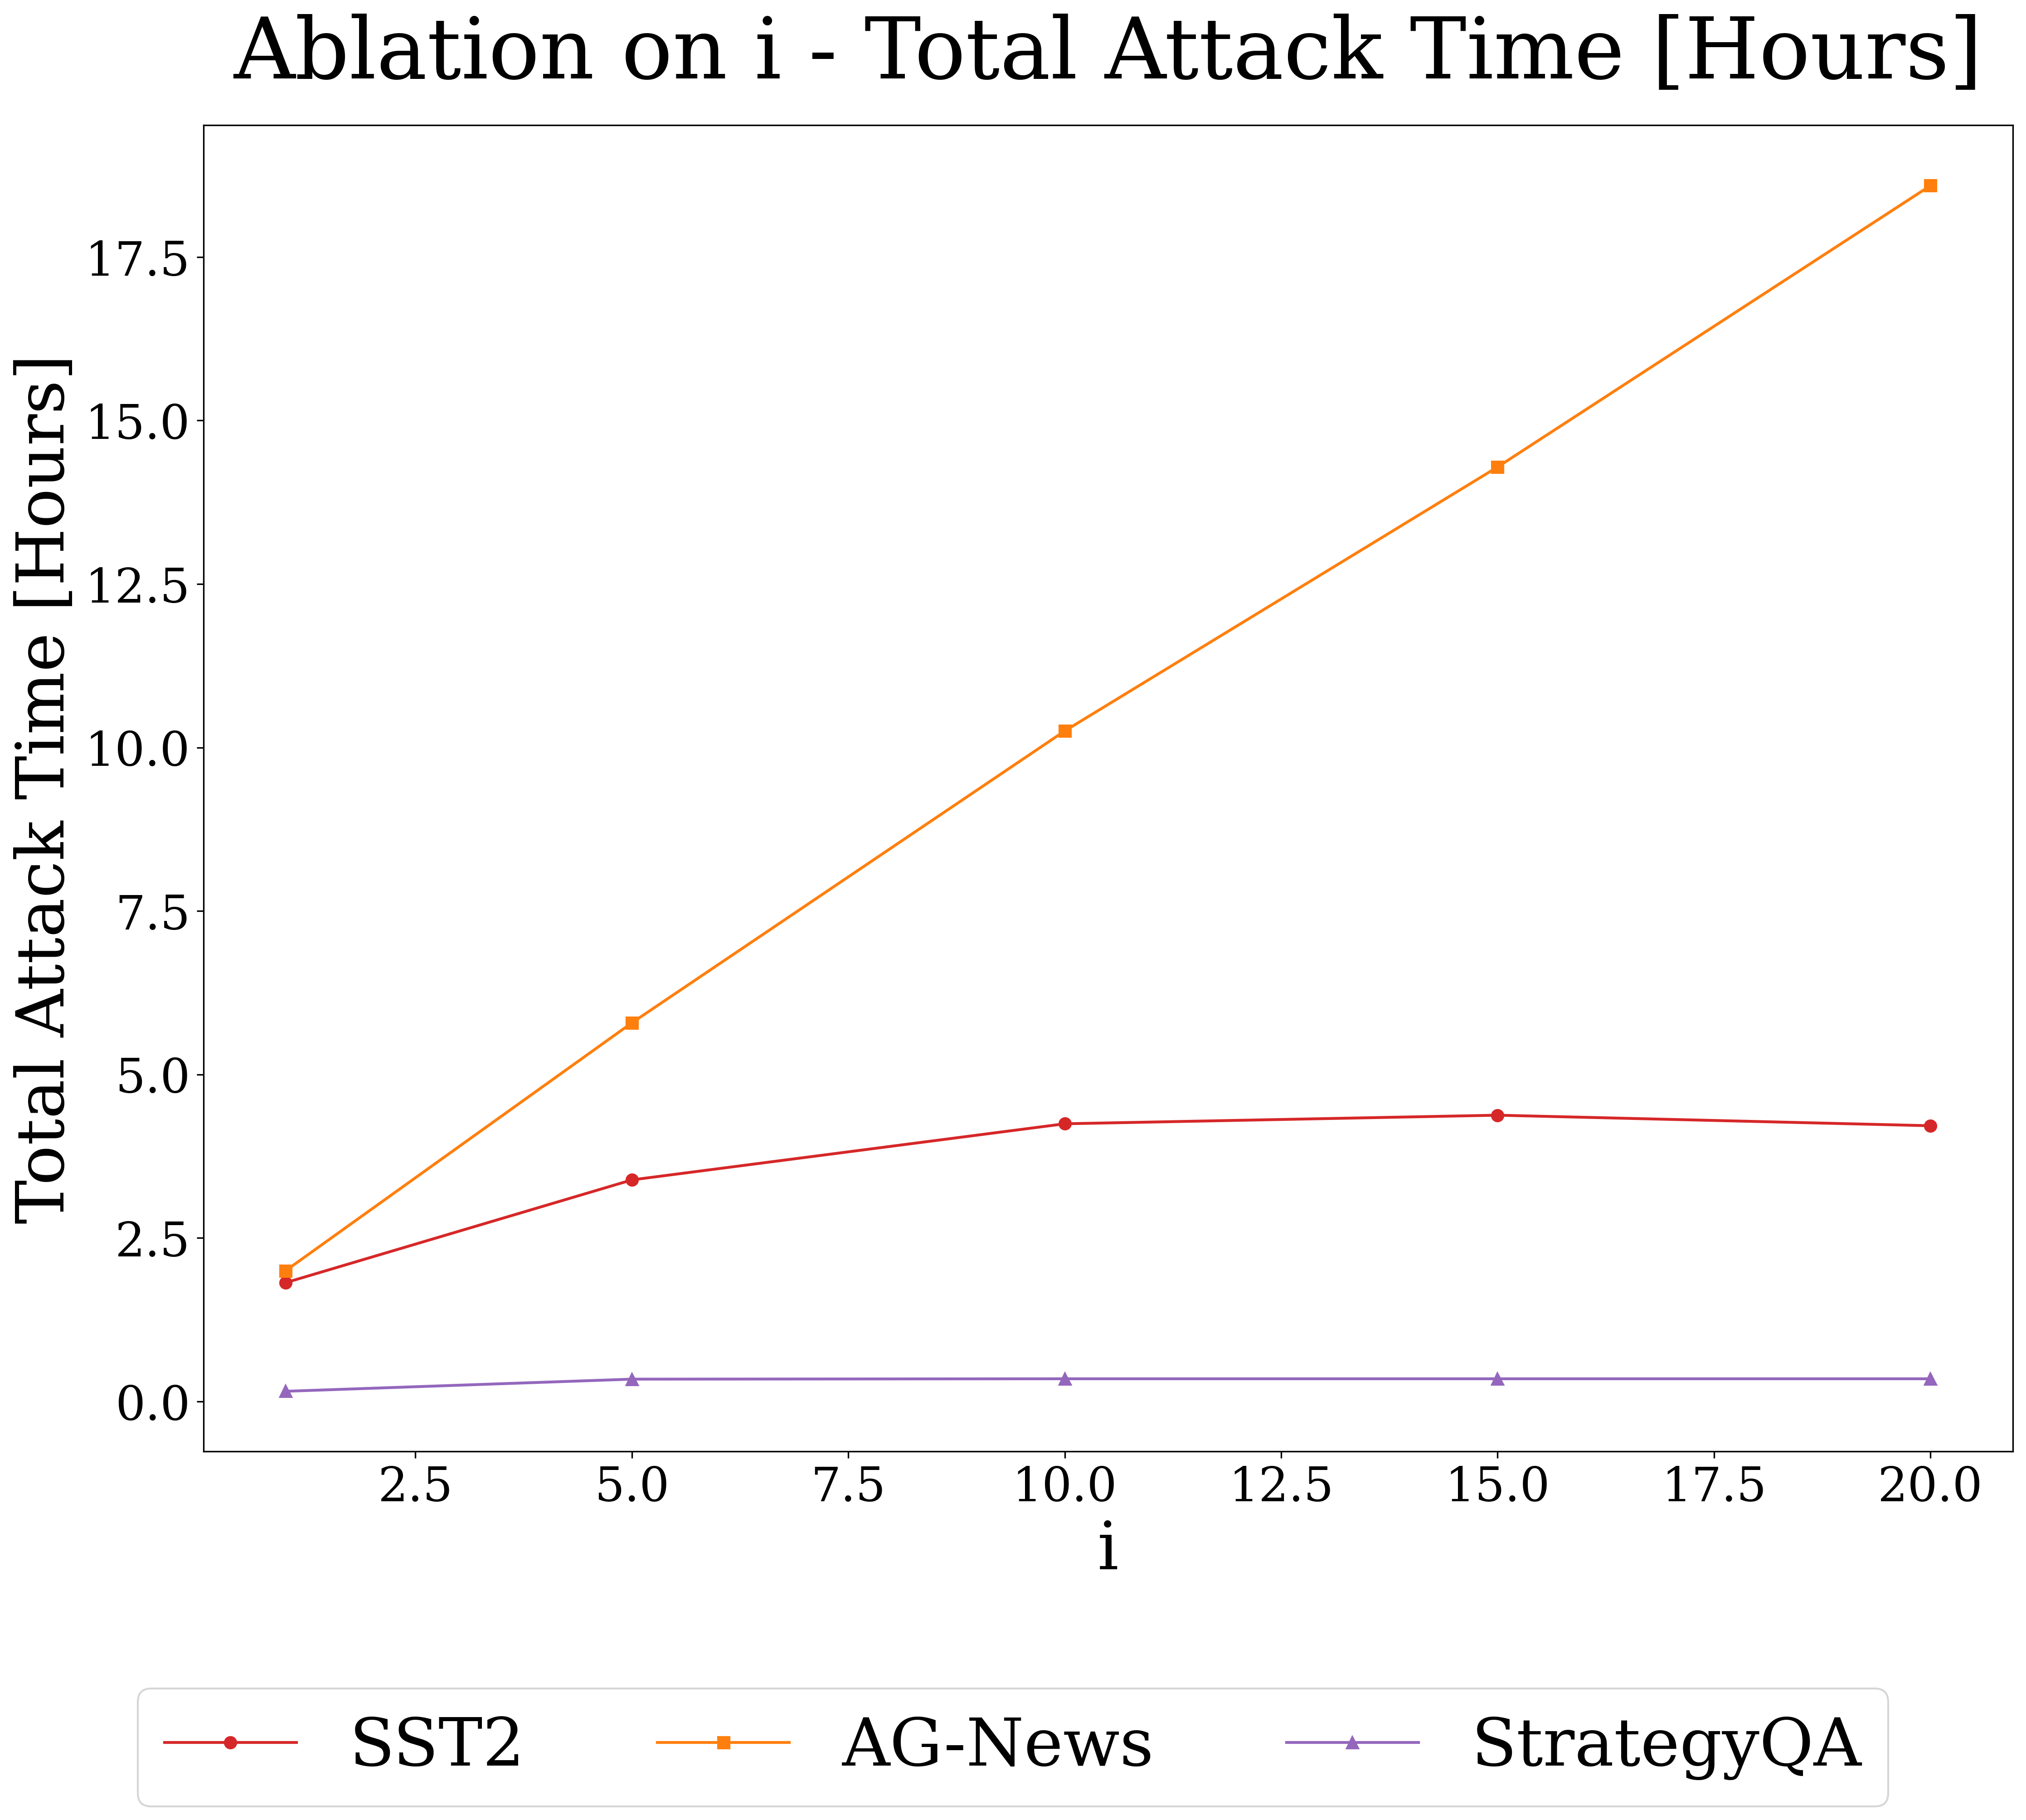 Ablation on i - Total Attack Time [Hours]
Total Attack Time [Hours]
17.5
15.0
12.5
10.0
7.5
5.0
2.5
0.0
2.5 5.0 7.5 10.0 12.5 15.0 17.5 20.0
i
SST2 AG-News StrategyQA